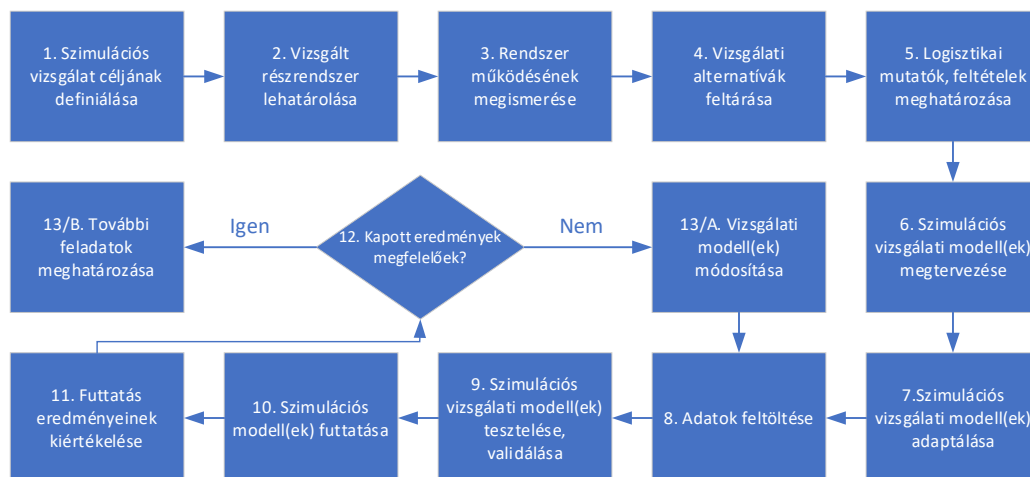 1. Szimulációs
vizsgálat céljának
definiálása
2. Vizsgált
részrendszer
lehatárolása
3. Rendszer
működésének
megismerése
4. Vizsgálati
alternatívák
feltárása
5. Logisztikai
mutatók, feltételek
meghatározása
13/B. További
feladatok
meghatározása
Igen
12. Kapott eredmények
megfelelőek?
Nem
13/A. Vizsgálati
modell(ek)
módosítása
6. Szimulációs
vizsgálati modell(ek)
megtervezése
11. Futtatás
eredményeinek
kiértékelése
10. Szimulációs
modell(ek) futtatása
9. Szimulációs
vizsgálati modell(ek)
tesztelése,
validálása
8. Adatok feltöltése
7.Szimulációs
vizsgálati modell(ek)
adaptálása